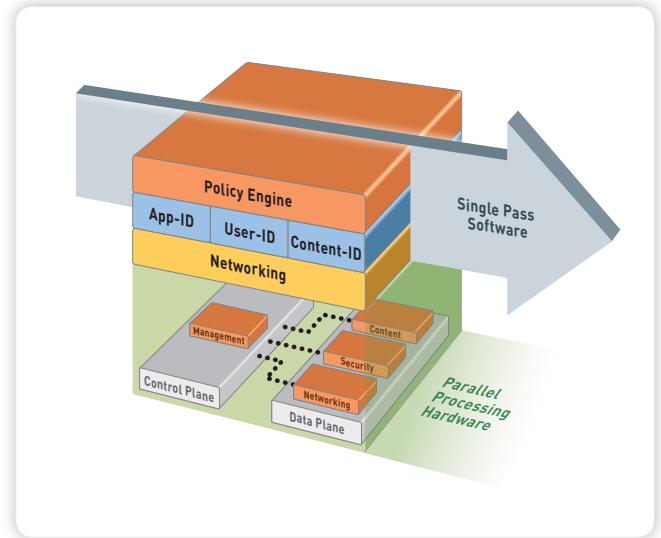 Policy Engine
App-ID
User-ID
Content-ID
Networking
Single Pass
Software
Management
Content
Security
Networking
Control Plane
Data Plane
Parallel
Processing
Hardware